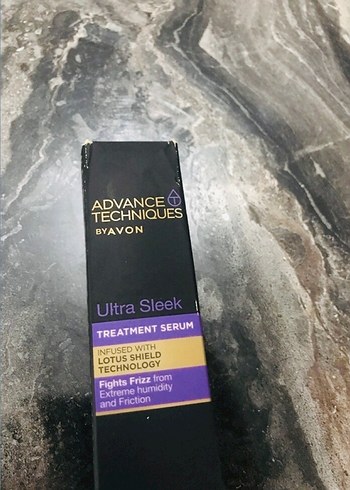 ADVANCE
TECHNIQUES
BY AVON
Ultra Sleek
TREATMENT SERUM
INFUSED WITH
LOTUS SHIELD
TECHNOLOGY
Fights Frizz from
Extreme humidity
and Friction